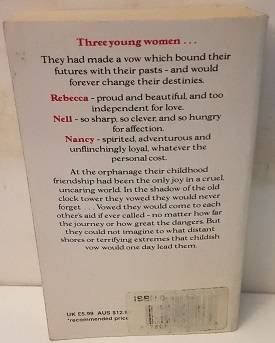 Three young women . . .
They had made a vow which bound their
futures with their pasts - and would
forever change their destinies.
Rebecca - proud and beautiful, and too
independent for love.
Nell - so sharp, so clever, and so hungry
for affection.
Nancy - spirited, adventurous and
unflinchingly loyal, whatever the
personal cost.
At the orphanage their childhood
friendship had been the only joy in a cruel,
uncaring world. In the shadow of the old
clock tower they vowed they would never
forget . . . Vowed they would come to each
other's aid if ever called - no matter how far
the journey or how great the dangers. But
they could not imagine to what distant
shores or terrifying extremes that childish
vow would one day lead them.
ISBN 0
UK £5.99 AUS $12.9
*recommended price